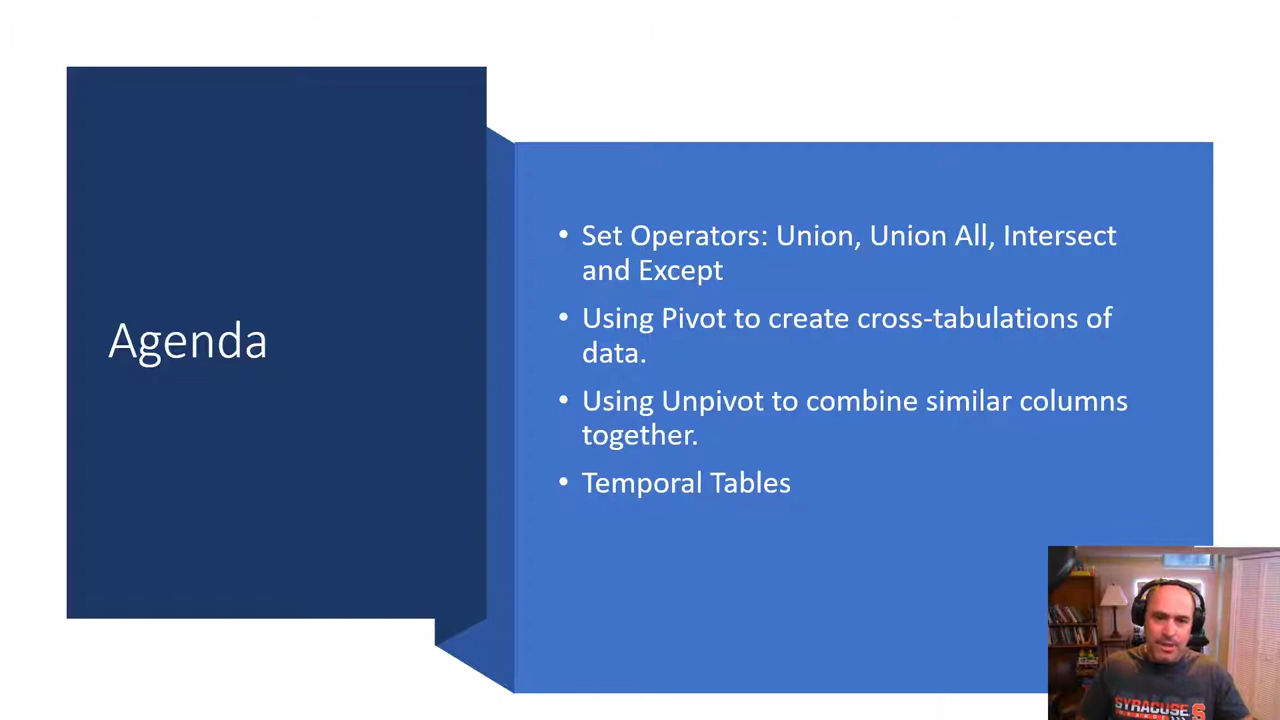 Agenda
• Set Operators: Union, Union All, Intersect
and Except
• Using Pivot to create cross-tabulations of
data.
• Using Unpivot to combine similar columns
together.
• Temporal Tables
SYRACUSE S